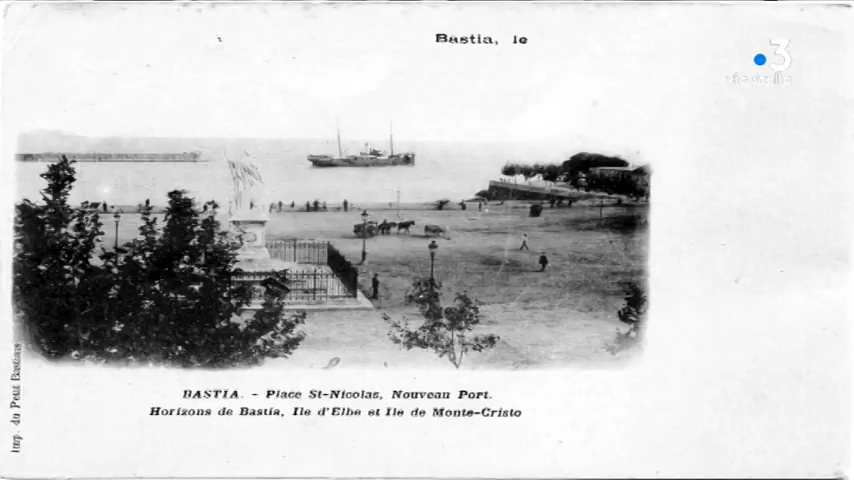 Bastia, le
3
via stella
BASTIA. - Place St-Nicolas, Nouveau Port.
Horizons de Bastia, Ile d'Elbe et Ile de Monte-Cristo
Imp. du Petit Bastiais